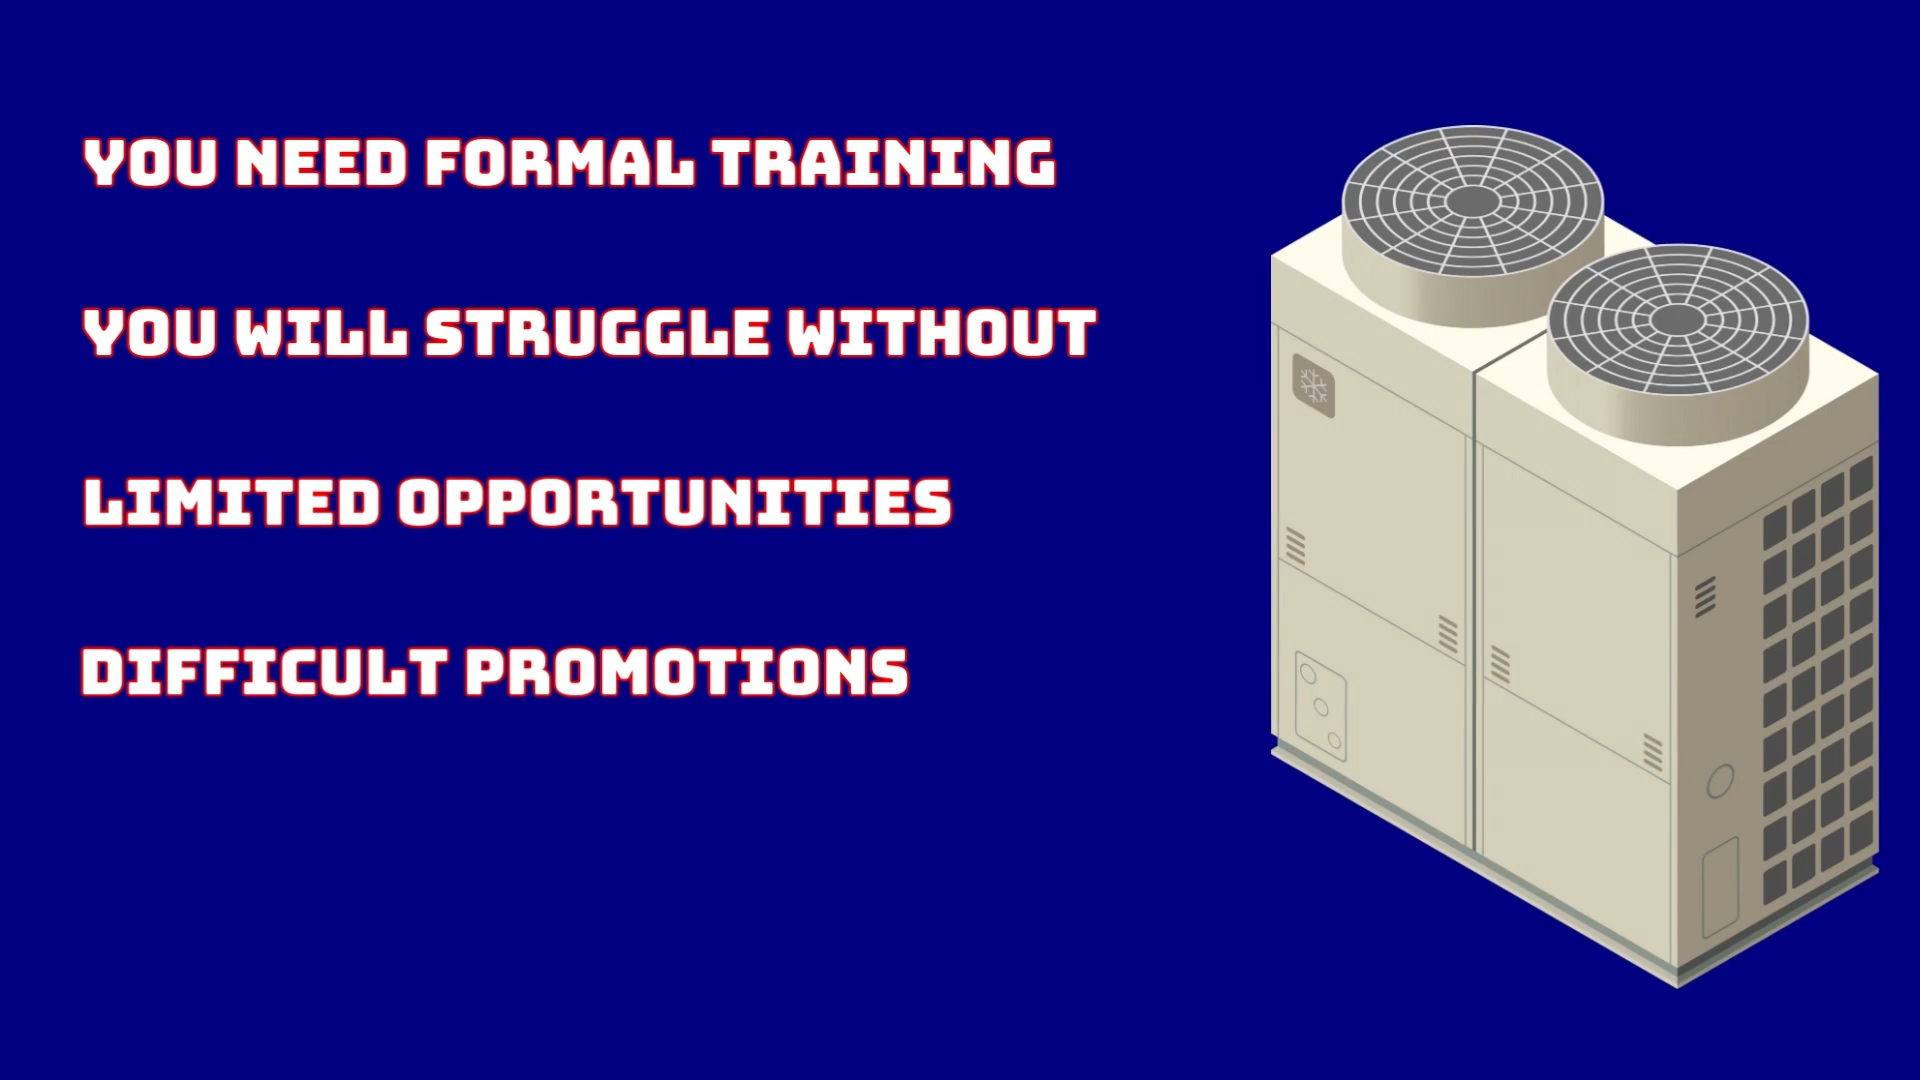 YOU NEED FORMAL TRAINING
YOU WILL STRUGGLE WITHOUT
LIMITED OPPORTUNITIES
DIFFICULT PROMOTIONS